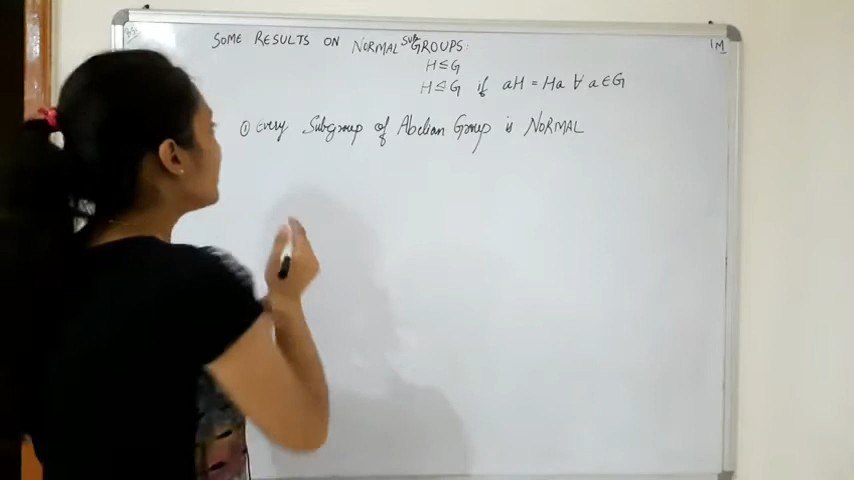 SOME RESULTS ON NORMAL SUBGROUPS:
H ≤ G
H ⊴ G if aH = Ha ∀ a ∈ G
① Every Subgroup of Abelian Group is NORMAL